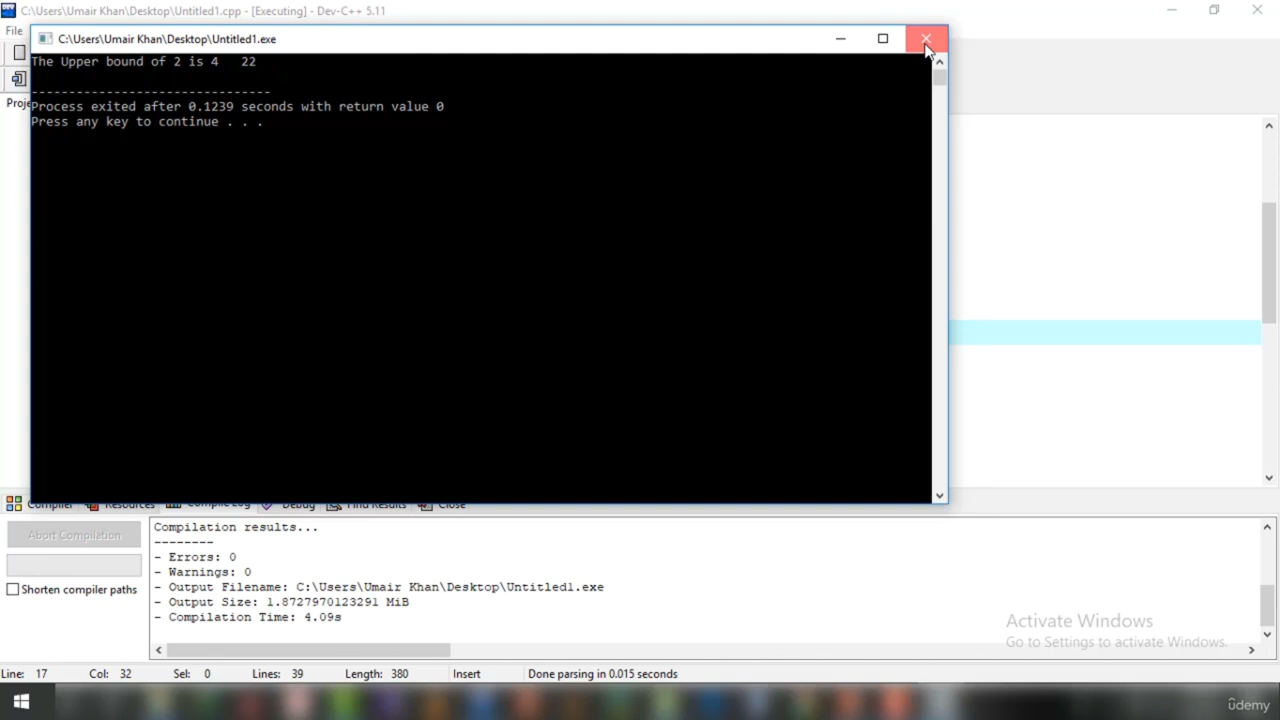 C:\Users\Umair Khan\Desktop\Untitled1.cpp - [Executing] - Dev-C++ 5.11
File
C:\Users\Umair Khan\Desktop\Untitled1.exe
The Upper bound of 2 is 4   22
--------------------------------
Process exited after 0.1239 seconds with return value 0
Press any key to continue . . .
Proje
Compiler Resources Compile Log Debug Find Results Close
Abort Compilation
Shorten compiler paths
Compilation results...
--------
- Errors: 0
- Warnings: 0
- Output Filename: C:\Users\Umair Khan\Desktop\Untitled1.exe
- Output Size: 1.8727970123291 MiB
- Compilation Time: 4.09s
Activate Windows
Go to Settings to activate Windows.
Line: 17 Col: 32 Sel: 0 Lines: 39 Length: 380 Insert Done parsing in 0.015 seconds
ûdemy